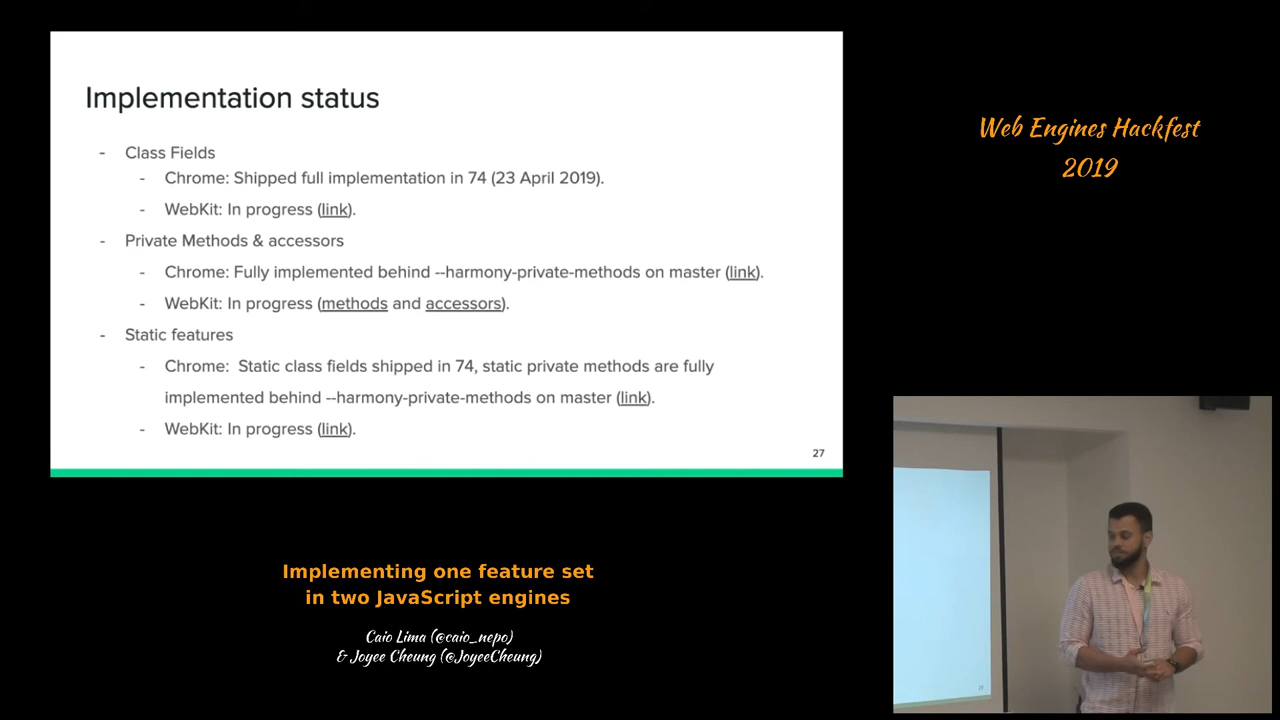 Implementation status
- Class Fields
- Chrome: Shipped full implementation in 74 (23 April 2019).
- WebKit: In progress (link).
- Private Methods & accessors
- Chrome: Fully implemented behind --harmony-private-methods on master (link).
- WebKit: In progress (methods and accessors).
- Static features
- Chrome:  Static class fields shipped in 74, static private methods are fully
implemented behind --harmony-private-methods on master (link).
- WebKit: In progress (link).
27
Web Engines Hackfest
2019
Implementing one feature set
in two JavaScript engines
Caio Lima (@caio_nepo)
& Joyee Cheung (@JoyeeCheung)